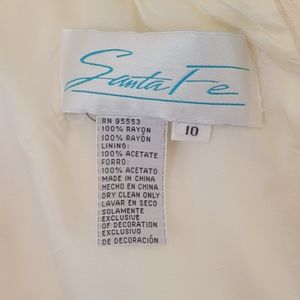 Santa Fe
10
RN 95553
100% RAYON
100% RAYÓN
LINING:
100% ACETATE
FORRO:
100% ACETATO
MADE IN CHINA
HECHO EN CHINA
DRY CLEAN ONLY
LAVAR EN SECO
SOLAMENTE
EXCLUSIVE
OF DECORATION
EXCLUSIVO
DE DECORACIÓN